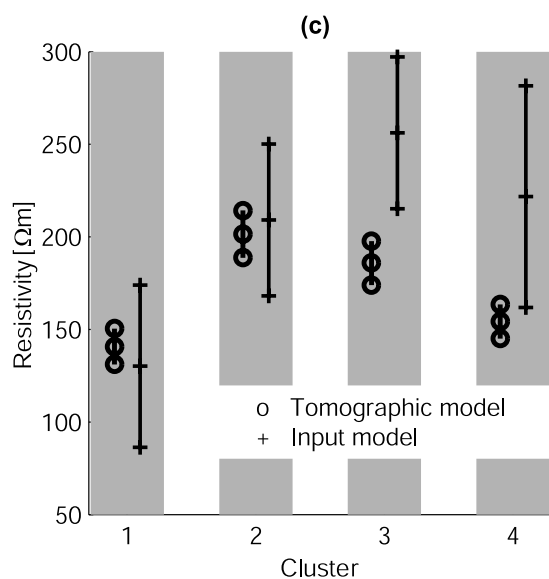 (c)
Resistivity [Ωm]
300
250
200
150
100
50
o Tomographic model
+ Input model
1 2 3 4
Cluster